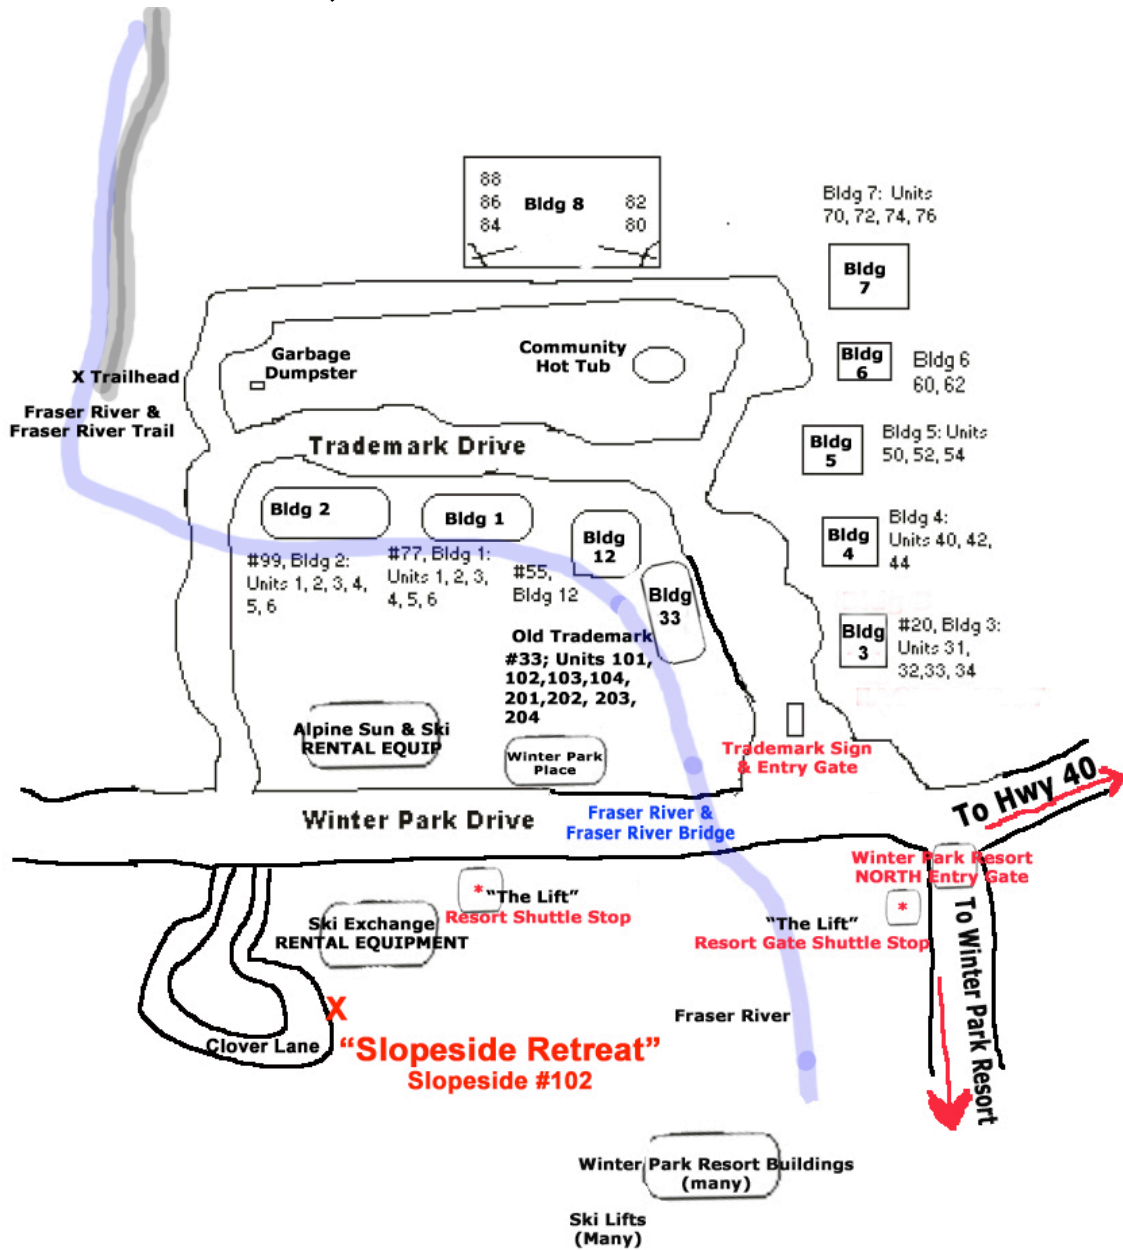 88
86
84
Bldg 8
82
80
Bldg 7: Units
70, 72, 74, 76
Bldg
7
Garbage
Dumpster
Community
Hot Tub
Bldg
6
Bldg 6
60, 62
X Trailhead
Fraser River &
Fraser River Trail
Trademark Drive
Bldg
5
Bldg 5: Units
50, 52, 54
Bldg 2
Bldg 1
Bldg
12
Bldg
4
Bldg 4:
Units 40, 42,
44
#99, Bldg 2:
Units 1, 2, 3, 4,
5, 6
#77, Bldg 1:
Units 1, 2, 3,
4, 5, 6
#55,
Bldg 12
Bldg
33
Bldg
3
#20, Bldg 3:
Units 31,
32,33, 34
Old Trademark
#33; Units 101,
102,103,104,
201,202, 203,
204
Alpine Sun & Ski
RENTAL EQUIP
Winter Park
Place
Trademark Sign
& Entry Gate
Winter Park Drive
Fraser River &
Fraser River Bridge
To Hwy 40
Winter Park Resort
NORTH Entry Gate
* "The Lift"
Resort Shuttle Stop
*
"The Lift"
Resort Gate Shuttle Stop
Ski Exchange
RENTAL EQUIPMENT
To Winter Park Resort
X
Fraser River
Clover Lane
“Slopeside Retreat”
Slopeside #102
Winter Park Resort Buildings
(many)
Ski Lifts
(Many)